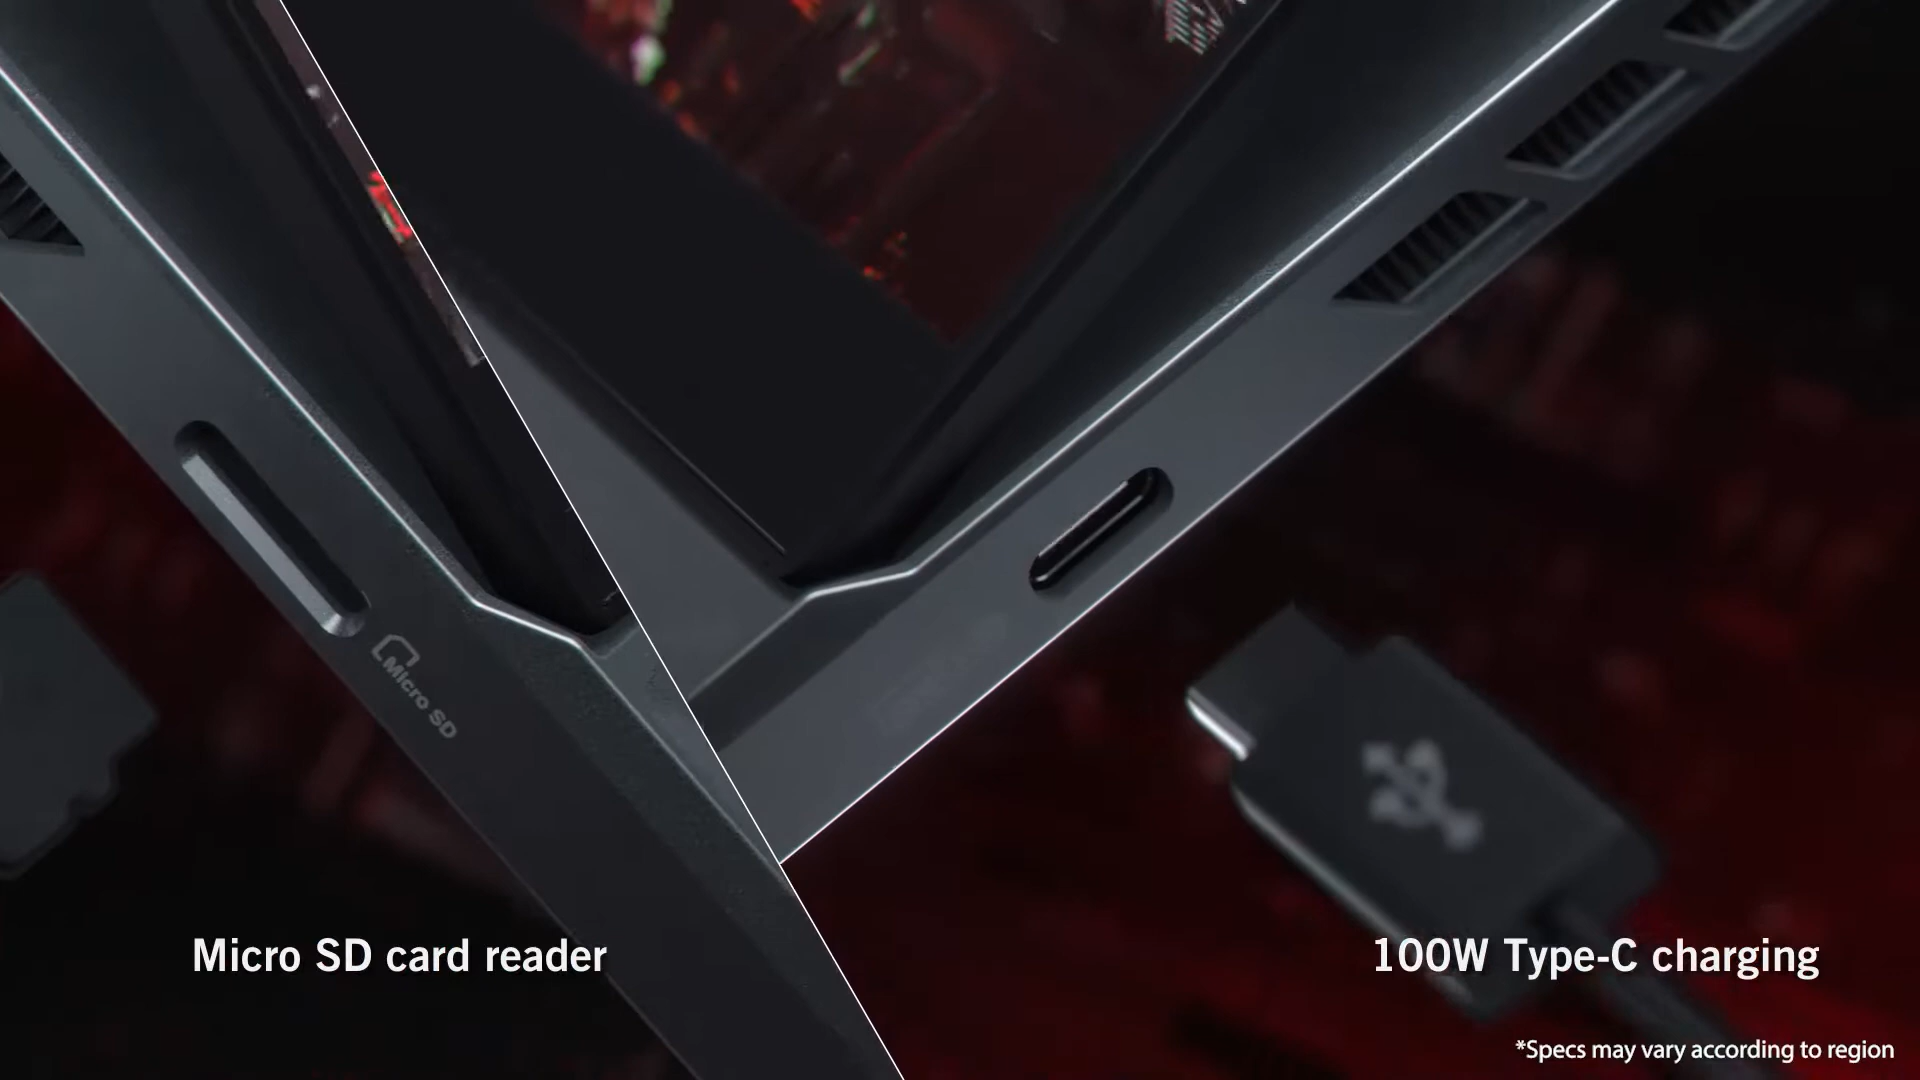 Micro SD
Micro SD card reader
100W Type-C charging
*Specs may vary according to region